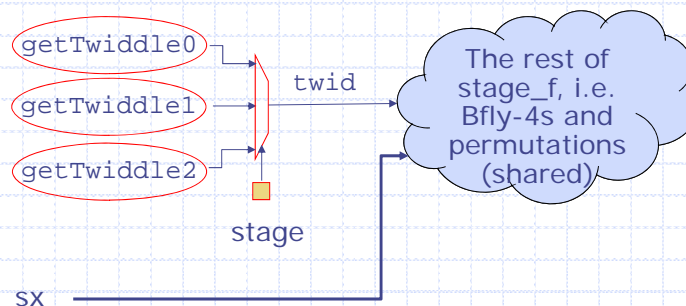 getTwiddle0
getTwiddle1
getTwiddle2
twid
stage
The rest of
stage_f, i.e.
Bfly-4s and
permutations
(shared)
sx